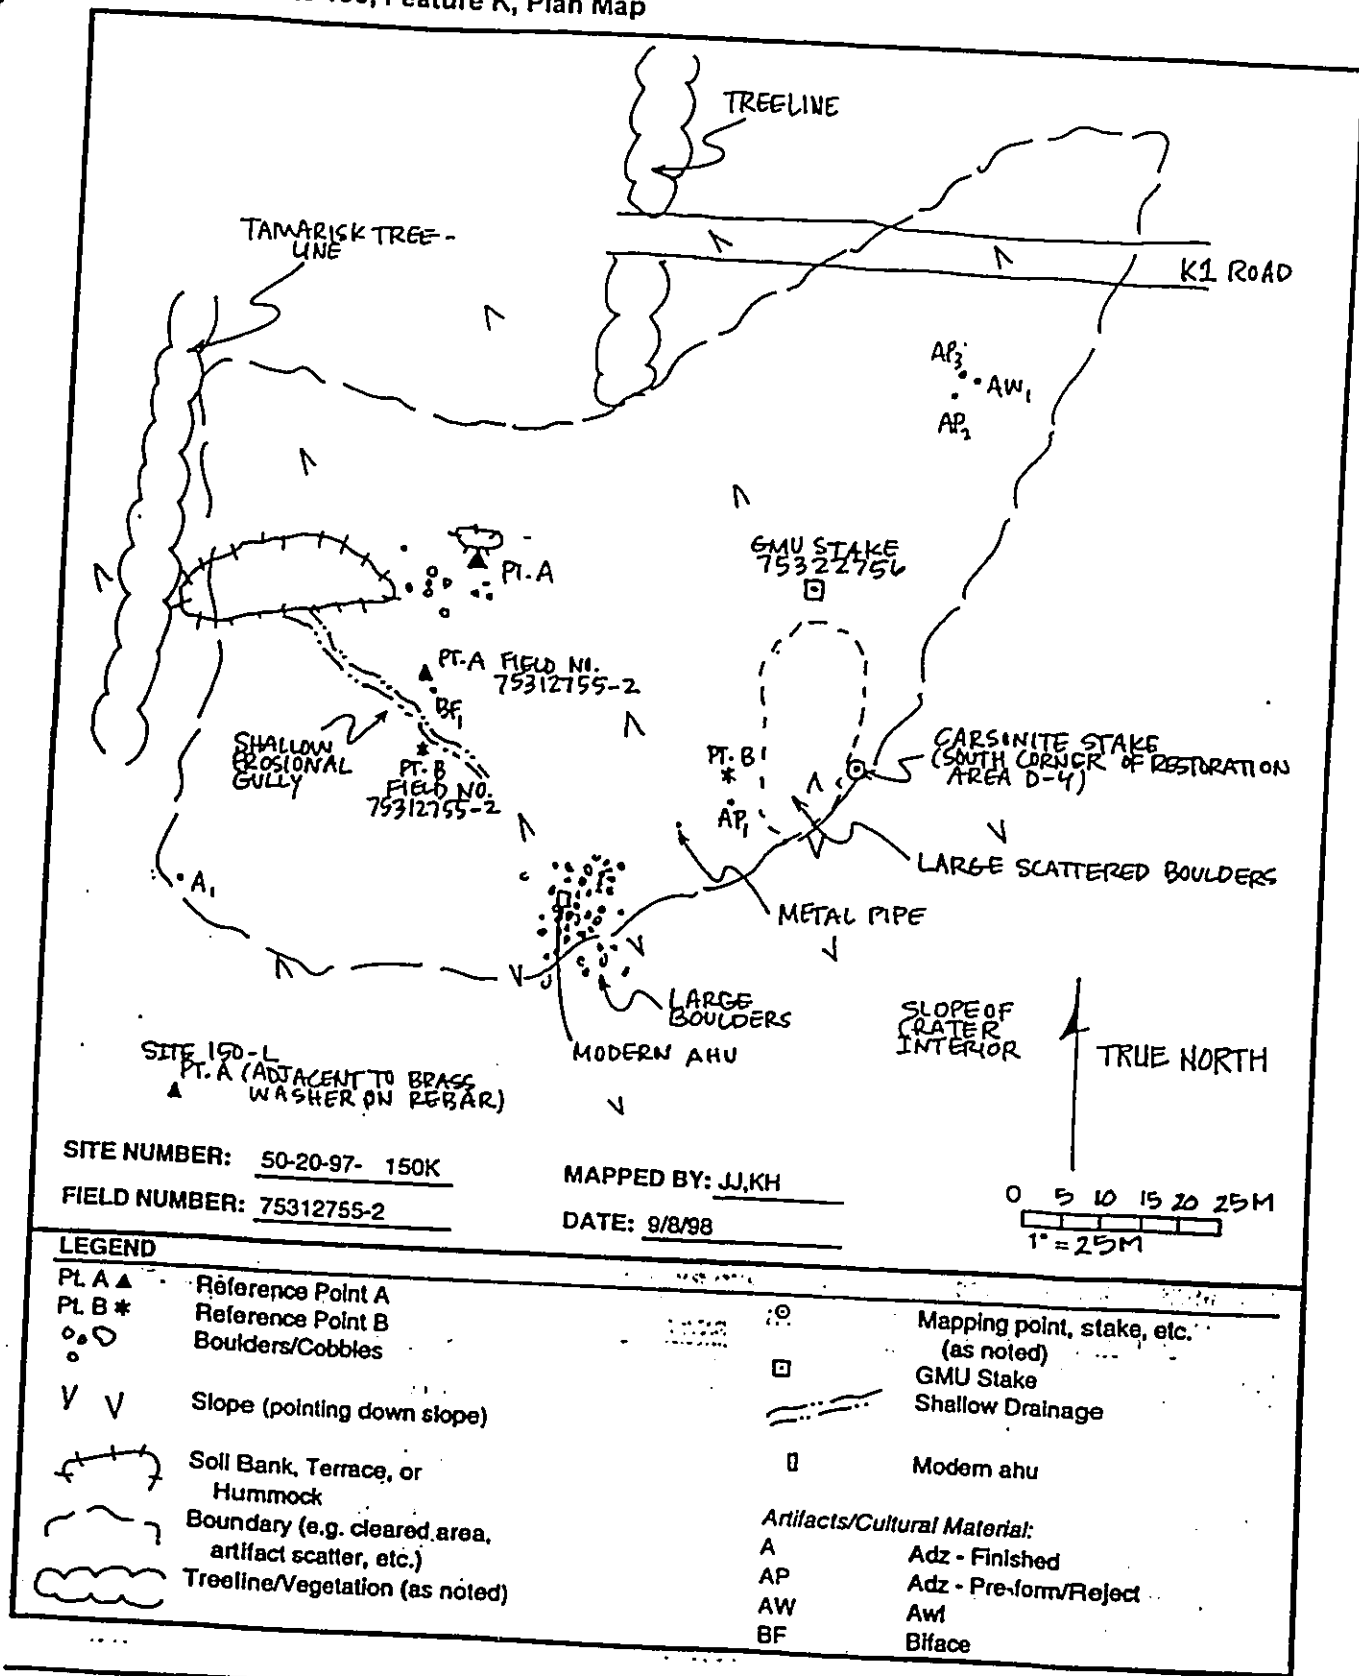 Feature K, Plan Map
TREELINE
TAMARISK TREE-
LINE
K1 ROAD
AP3
AW1
AP2
GMU STAKE
75322756
PT. A
PT. A FIELD NO.
75312755-2
BF1
SHALLOW
EROSIONAL
GULLY
PT. B
FIELD NO.
75312755-2
PT. B
AP1
CARSONITE STAKE
(SOUTH CORNER OF RESTORATION
AREA D-4)
LARGE SCATTERED BOULDERS
A1
METAL PIPE
LARGE
BOULDERS
MODERN AHU
SLOPE OF
CRATER
INTERIOR
TRUE NORTH
SITE 150-L
PT. A (ADJACENT TO BRASS
WASHER ON REBAR)
SITE NUMBER: 50-20-97- 150K
MAPPED BY: JJ,KH
FIELD NUMBER: 75312755-2
DATE: 9/8/98
0 5 10 15 20 25M
1" = 25M
LEGEND
Pt. A Reference Point A
Pt. B Reference Point B
Boulders/Cobbles
Slope (pointing down slope)
Soil Bank, Terrace, or
Hummock
Boundary (e.g. cleared area,
artifact scatter, etc.)
Treeline/Vegetation (as noted)
Mapping point, stake, etc.
(as noted)
GMU Stake
Shallow Drainage
Modern ahu
Artifacts/Cultural Material:
A Adz - Finished
AP Adz - Pre-form/Reject
AW Awl
BF Biface